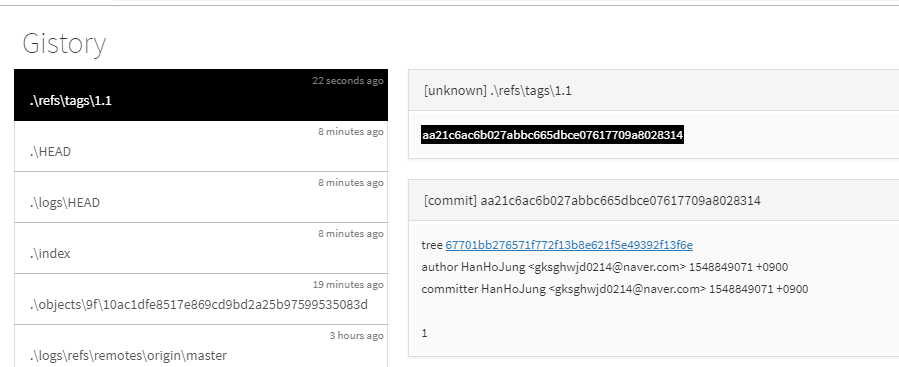 Gistory
22 seconds ago
.\refs\tags\1.1
8 minutes ago
.\HEAD
8 minutes ago
.\logs\HEAD
8 minutes ago
.\index
19 minutes ago
.\objects\9f\10ac1dfe8517e869cd9bd2a25b97599535083d
3 hours ago
.\logs\refs\remotes\origin\master
[unknown] .\refs\tags\1.1
aa21c6ac6b027abbc665dbce07617709a8028314
[commit] aa21c6ac6b027abbc665dbce07617709a8028314
tree 67701bb276571f772f13b8e621f5e49392f13f6e
author HanHoJung <gksghwjd0214@naver.com> 1548849071 +0900
committer HanHoJung <gksghwjd0214@naver.com> 1548849071 +0900
1